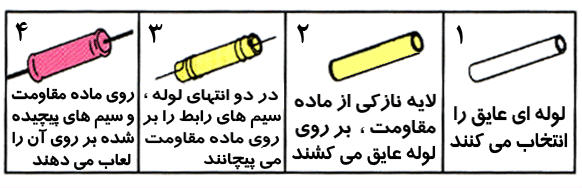 ۱
لوله ای عایق را
انتخاب می کنند
۲
لایه نازکی از ماده
مقاومت ، بر روی
لوله عایق می کشند
۳
در دو انتهای لوله ،
سیم های رابط را بر
روی ماده مقاومت
می پیچانند
۴
روی ماده مقاومت
و سیم های پیچیده
شده بر روی آن را
لعاب می دهند